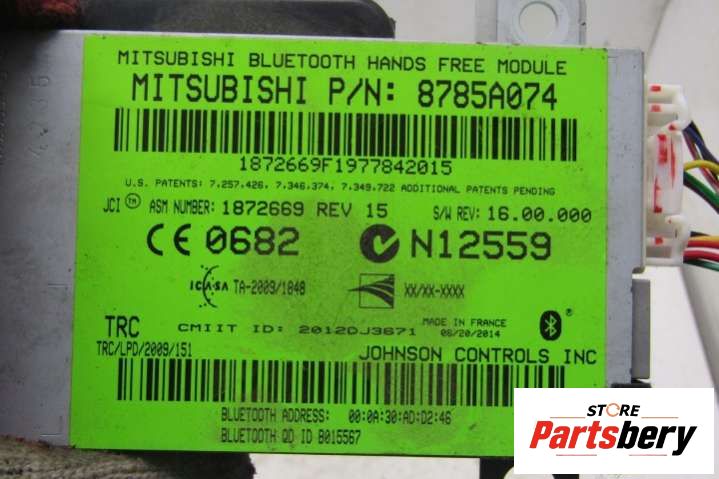 MITSUBISHI BLUETOOTH HANDS FREE MODULE
MITSUBISHI P/N: 8785A074
1872669F1977842015
U.S. PATENTS: 7,257,426, 7,346,374, 7,349,722 ADDITIONAL PATENTS PENDING
JCI TM ASM NUMBER: 1872669 REV 15 S/W REV: 16.00.000
CE 0682 N12559
ICASA TA-2009/1848 XX/XX-XXXX
TRC CMIIT ID: 2012DJ3671 MADE IN FRANCE
08/20/2014
®
TRC/LPD/2009/151 JOHNSON CONTROLS INC
BLUETOOTH ADDRESS: 00:0A:30:AD:D2:46
BLUETOOTH QD ID B015567
STORE
Partsbery